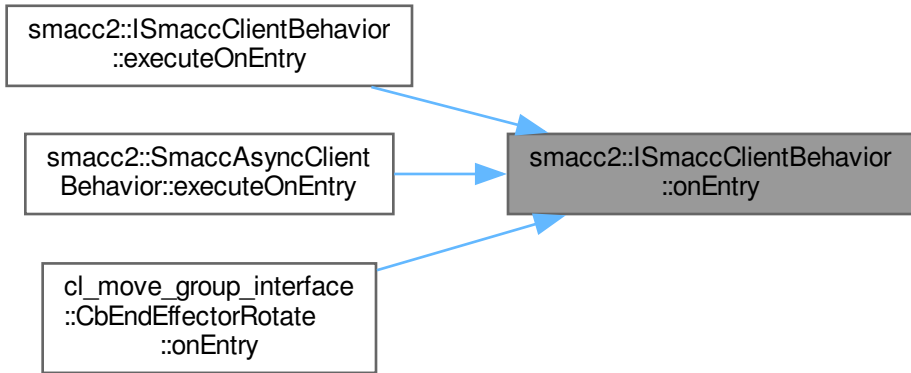 smacc2::ISmaccClientBehavior
::executeOnEntry
smacc2::SmaccAsyncClient
Behavior::executeOnEntry
cl_move_group_interface
::CbEndEffectorRotate
::onEntry
smacc2::ISmaccClientBehavior
::onEntry